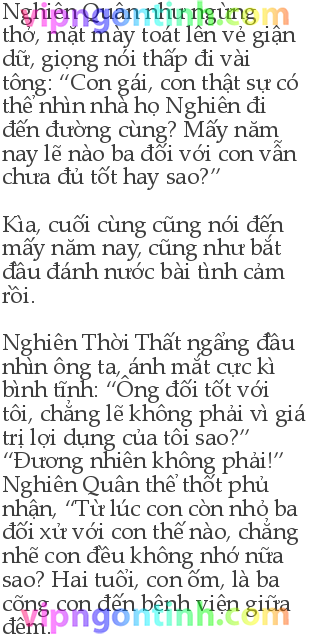 Nghiên Quân như ngừng
thở, mặt mày toát lên vẻ giận
dữ, giọng nói thấp đi vài
tông: “Con gái, con thật sự có
thể nhìn nhà họ Nghiên đi
đến đường cùng? Mấy năm
nay lẽ nào ba đối với con vẫn
chưa đủ tốt hay sao?”
Kìa, cuối cùng cũng nói đến
mấy năm nay, cũng như bắt
đầu đánh nước bài tình cảm
rồi.
Nghiên Thời Thất ngẩng đầu
nhìn ông ta, ánh mắt cực kì
bình tĩnh: “Ông đối tốt với
tôi, chẳng lẽ không phải vì giá
trị lợi dụng của tôi sao?”
“Đương nhiên không phải!”
Nghiên Quân thể thốt phủ
nhận, “Từ lúc con còn nhỏ ba
đối xử với con thế nào, chẳng
nhẽ con đều không nhớ nữa
sao? Hai tuổi, con ốm, là ba
cõng con đến bệnh viện giữa
đêm.
vipngontinh.com
vipngontinh.com
vipngontinh.com